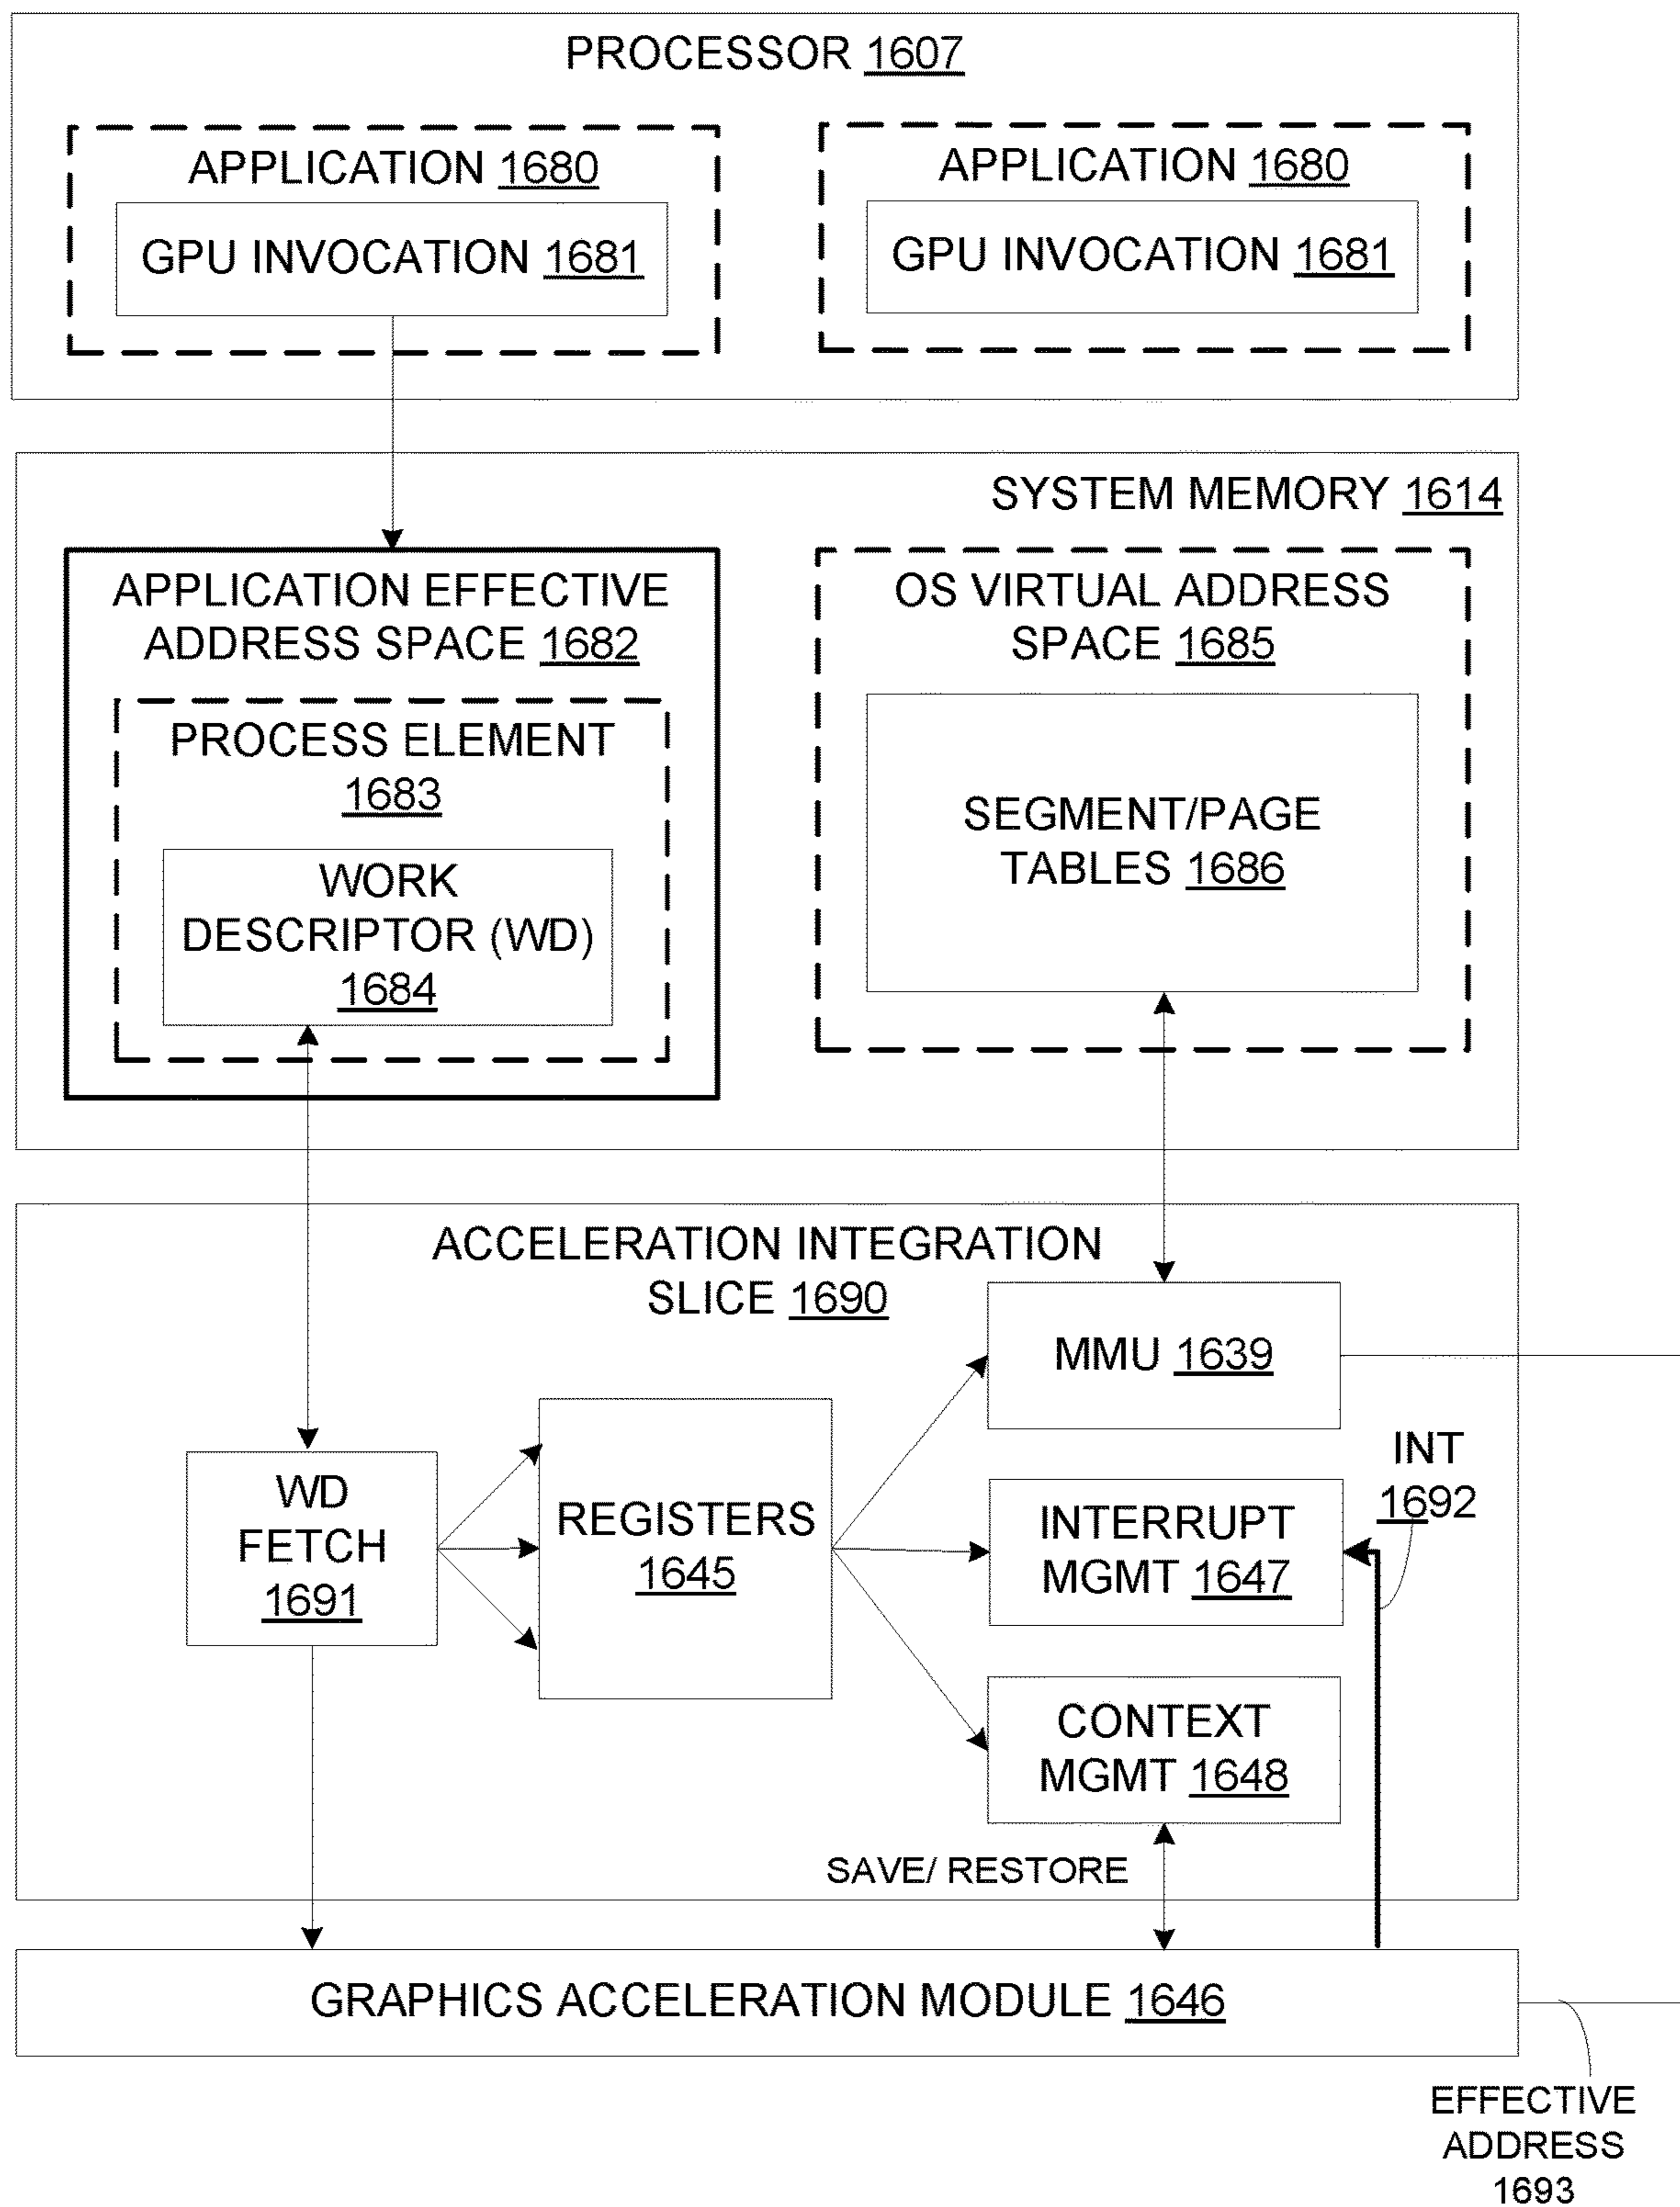 PROCESSOR 1607
APPLICATION 1680
GPU INVOCATION 1681
APPLICATION 1680
GPU INVOCATION 1681
SYSTEM MEMORY 1614
APPLICATION EFFECTIVE
ADDRESS SPACE 1682
PROCESS ELEMENT
1683
WORK
DESCRIPTOR (WD)
1684
OS VIRTUAL ADDRESS
SPACE 1685
SEGMENT/PAGE
TABLES 1686
ACCELERATION INTEGRATION
SLICE 1690
WD
FETCH
1691
REGISTERS
1645
MMU 1639
INT
1692
INTERRUPT
MGMT 1647
CONTEXT
MGMT 1648
SAVE/ RESTORE
GRAPHICS ACCELERATION MODULE 1646
EFFECTIVE
ADDRESS
1693